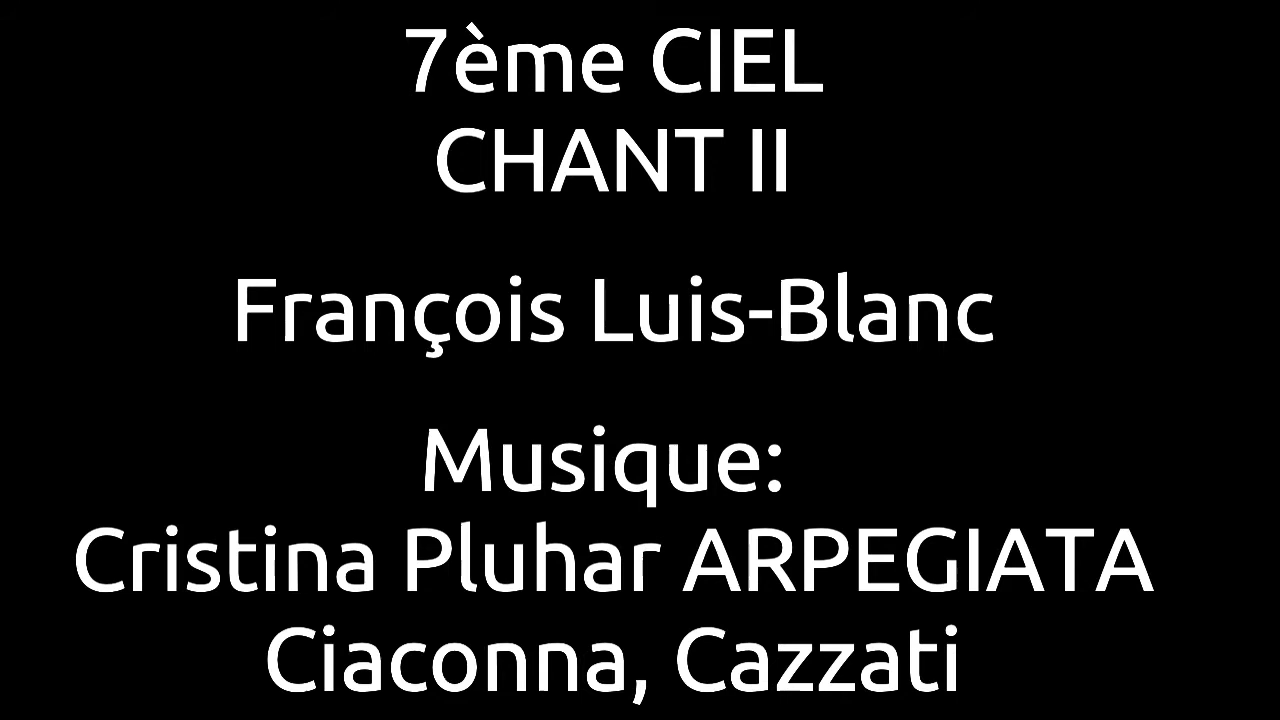 7ème CIEL
CHANT II
François Luis-Blanc
Musique:
Cristina Pluhar ARPEGIATA
Ciaconna, Cazzati